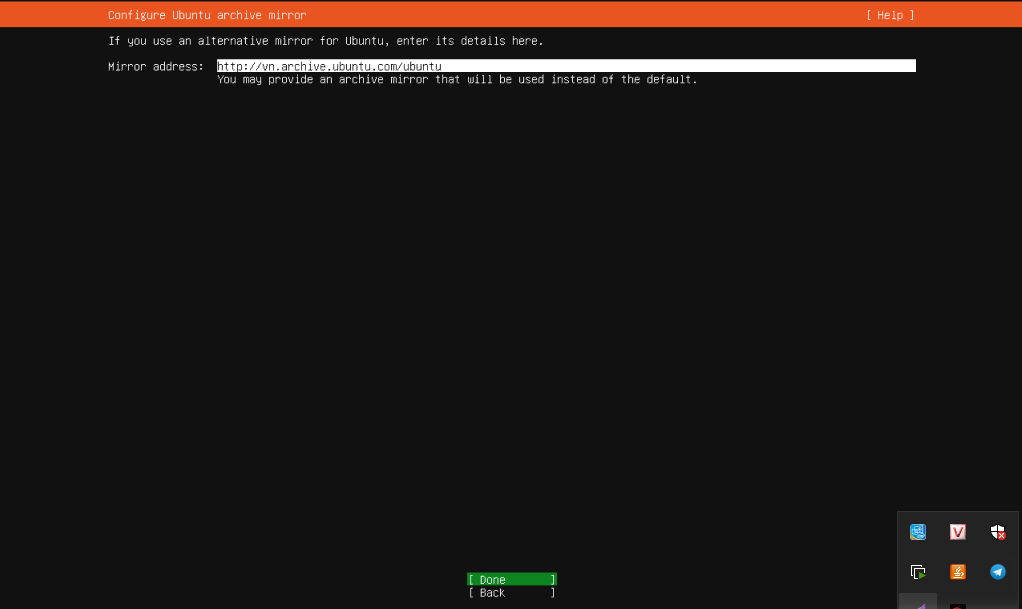 Configure Ubuntu archive mirror [ Help ]
If you use an alternative mirror for Ubuntu, enter its details here.
Mirror address: http://vn.archive.ubuntu.com/ubuntu
You may provide an archive mirror that will be used instead of the default.
[ Done ]
[ Back ]
V